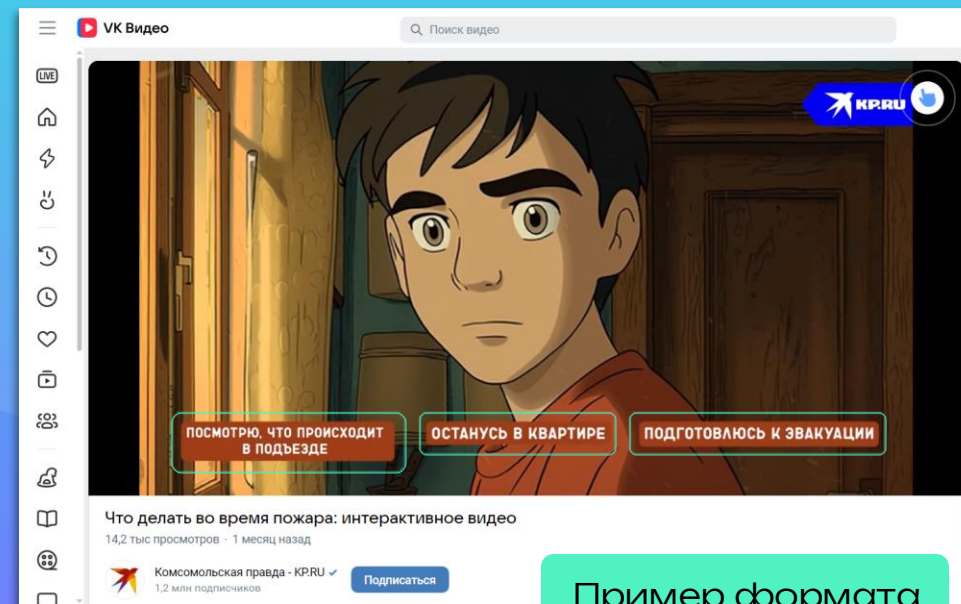 VK Видео
Поиск видео
LIVE
KP.RU
ПОСМОТРЮ, ЧТО ПРОИСХОДИТ
В ПОДЪЕЗДЕ
ОСТАНУСЬ В КВАРТИРЕ
ПОДГОТОВЛЮСЬ К ЭВАКУАЦИИ
Что делать во время пожара: интерактивное видео
14,2 тыс просмотров · 1 месяц назад
Комсомольская правда - KP.RU
1,2 млн подписчиков
Подписаться
Пример формата